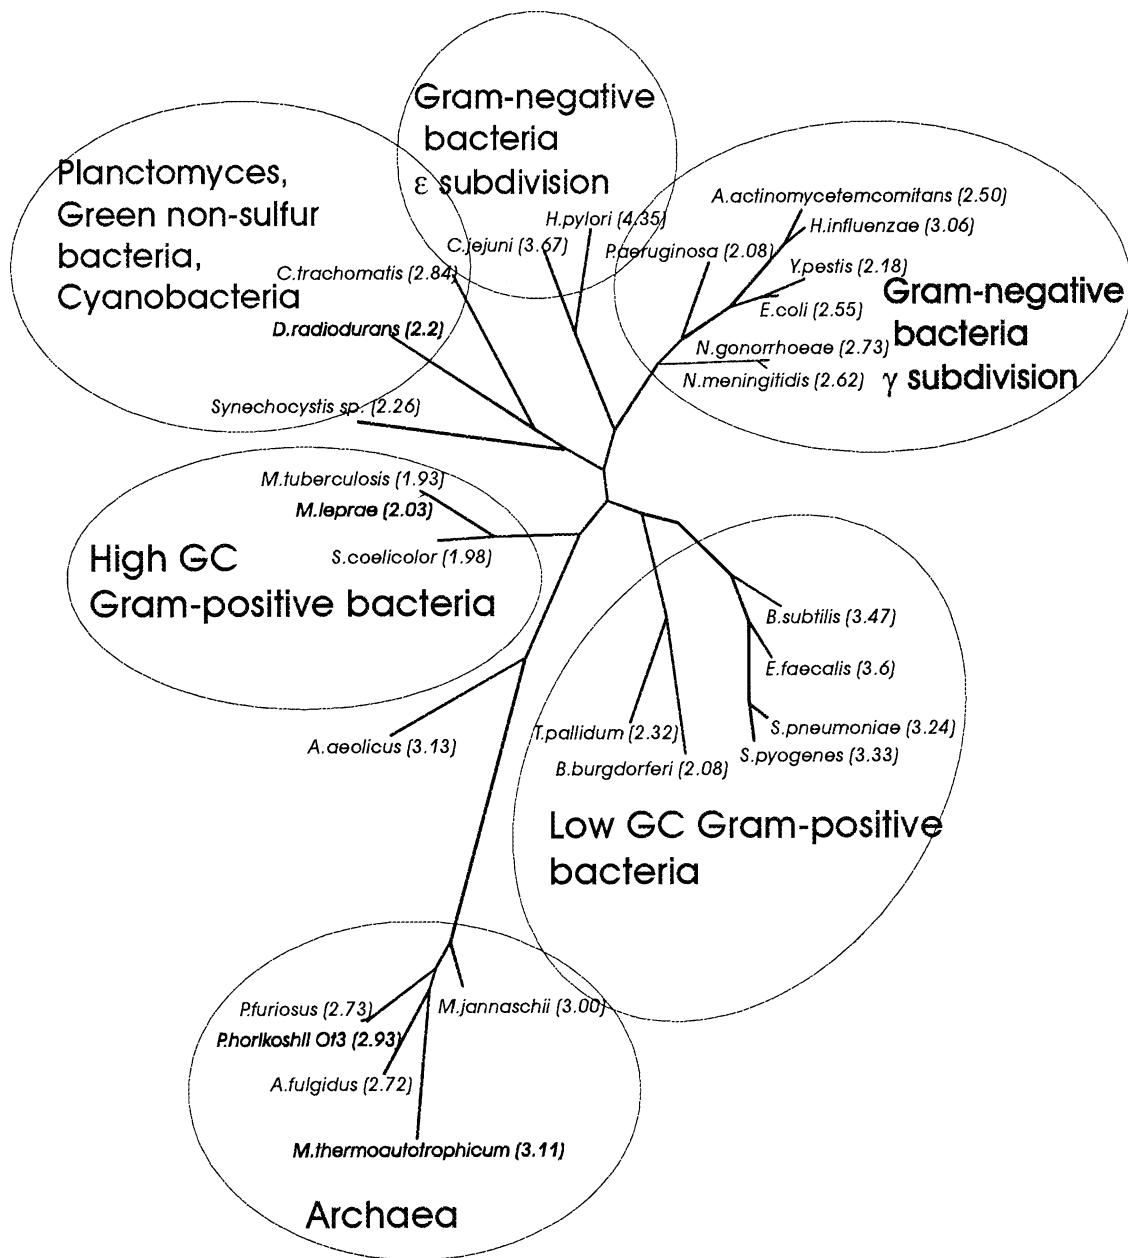 Gram-negative
bacteria
ε subdivision
Planctomyces,
Green non-sulfur
bacteria,
Cyanobacteria
A.actinomycetemcomitans (2.50)
H.pylori (4.35)
H.influenzae (3.06)
C.jejuni (3.67)
P.aeruginosa (2.08)
C.trachomatis (2.84)
Y.pestis (2.18)
Gram-negative
bacteria
γ subdivision
E.coli (2.55)
D.radiodurans (2.2)
N.gonorrhoeae (2.73)
N.meningitidis (2.62)
Synechocystis sp. (2.26)
M.tuberculosis (1.93)
M.leprae (2.03)
S.coelicolor (1.98)
High GC
Gram-positive bacteria
B.subtilis (3.47)
E.faecalis (3.6)
S.pneumoniae (3.24)
S.pyogenes (3.33)
T.pallidum (2.32)
B.burgdorferi (2.08)
A.aeolicus (3.13)
Low GC Gram-positive
bacteria
P.furiosus (2.73)
M.jannaschii (3.00)
P.horikoshii Ot3 (2.93)
A.fulgidus (2.72)
M.thermoautotrophicum (3.11)
Archaea